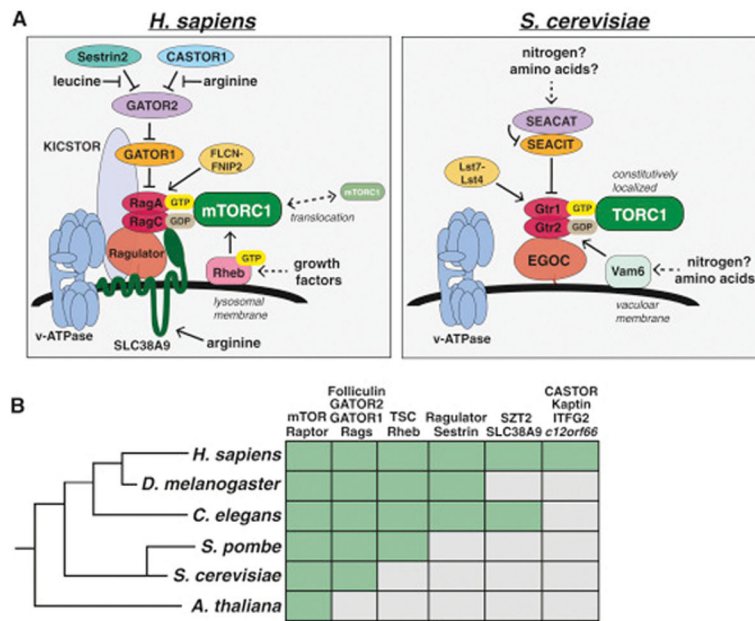 A
H. sapiens
Sestrin2
CASTOR1
leucine
arginine
GATOR2
KICSTOR
GATOR1
FLCN-
FNIP2
RagA
GTP
mTORC1
mTORC1
RagC
GDP
translocation
Ragulator
GTP
Rheb
growth
factors
lysosomal
membrane
v-ATPase
SLC38A9
arginine
S. cerevisiae
nitrogen?
amino acids?
SEACAT
SEACIT
Lst7-
Lst4
constitutively
localized
Gtr1
GTP
TORC1
Gtr2
GDP
EGOC
Vam6
nitrogen?
amino acids?
v-ATPase
vaculoar
membrane
B
mTOR
Raptor
Folliculin
GATOR2
GATOR1
Rags
TSC
Rheb
Ragulator
Sestrin
SZT2
SLC38A9
CASTOR
Kaptin
ITFG2
c12orf66
H. sapiens
D. melanogaster
C. elegans
S. pombe
S. cerevisiae
A. thaliana